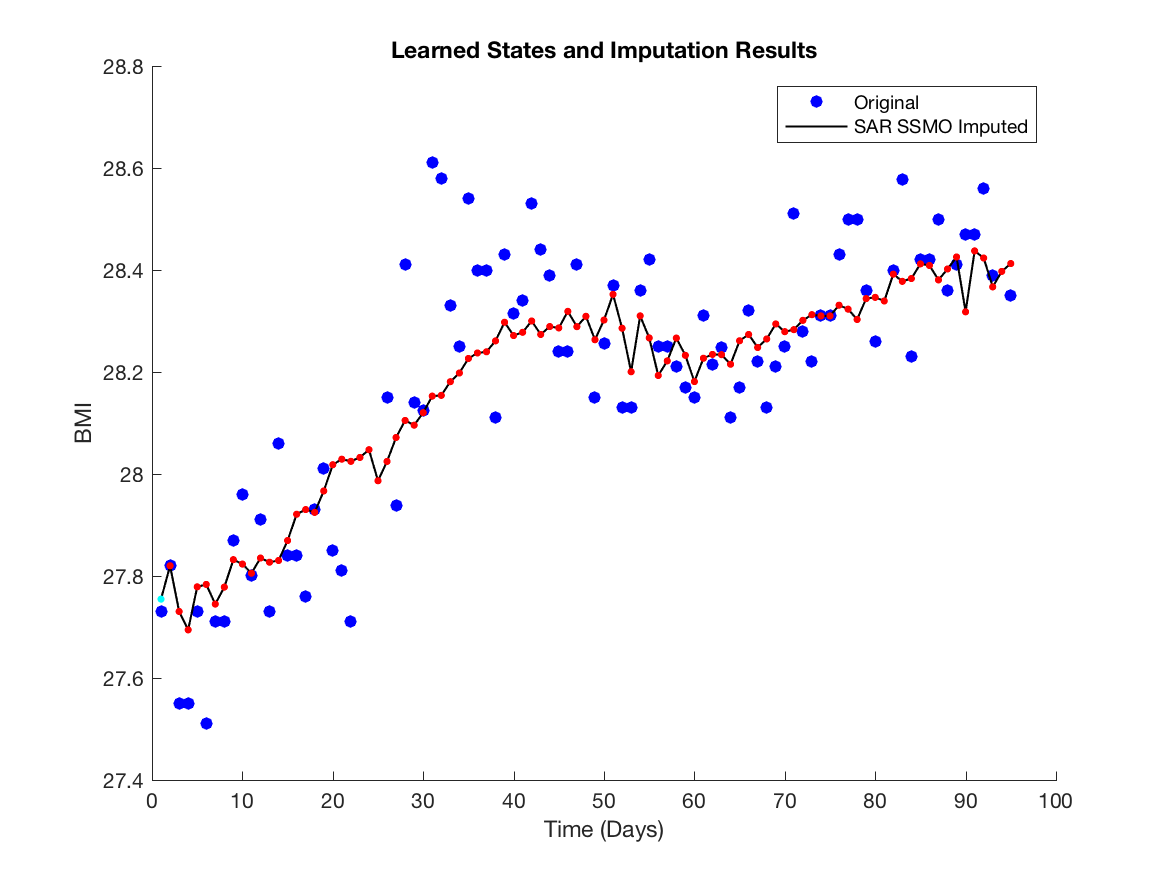 Learned States and Imputation Results
Original
SAR SSMO Imputed
28.8
28.6
28.4
28.2
28
27.8
27.6
27.4
BMI
0 10 20 30 40 50 60 70 80 90 100
Time (Days)